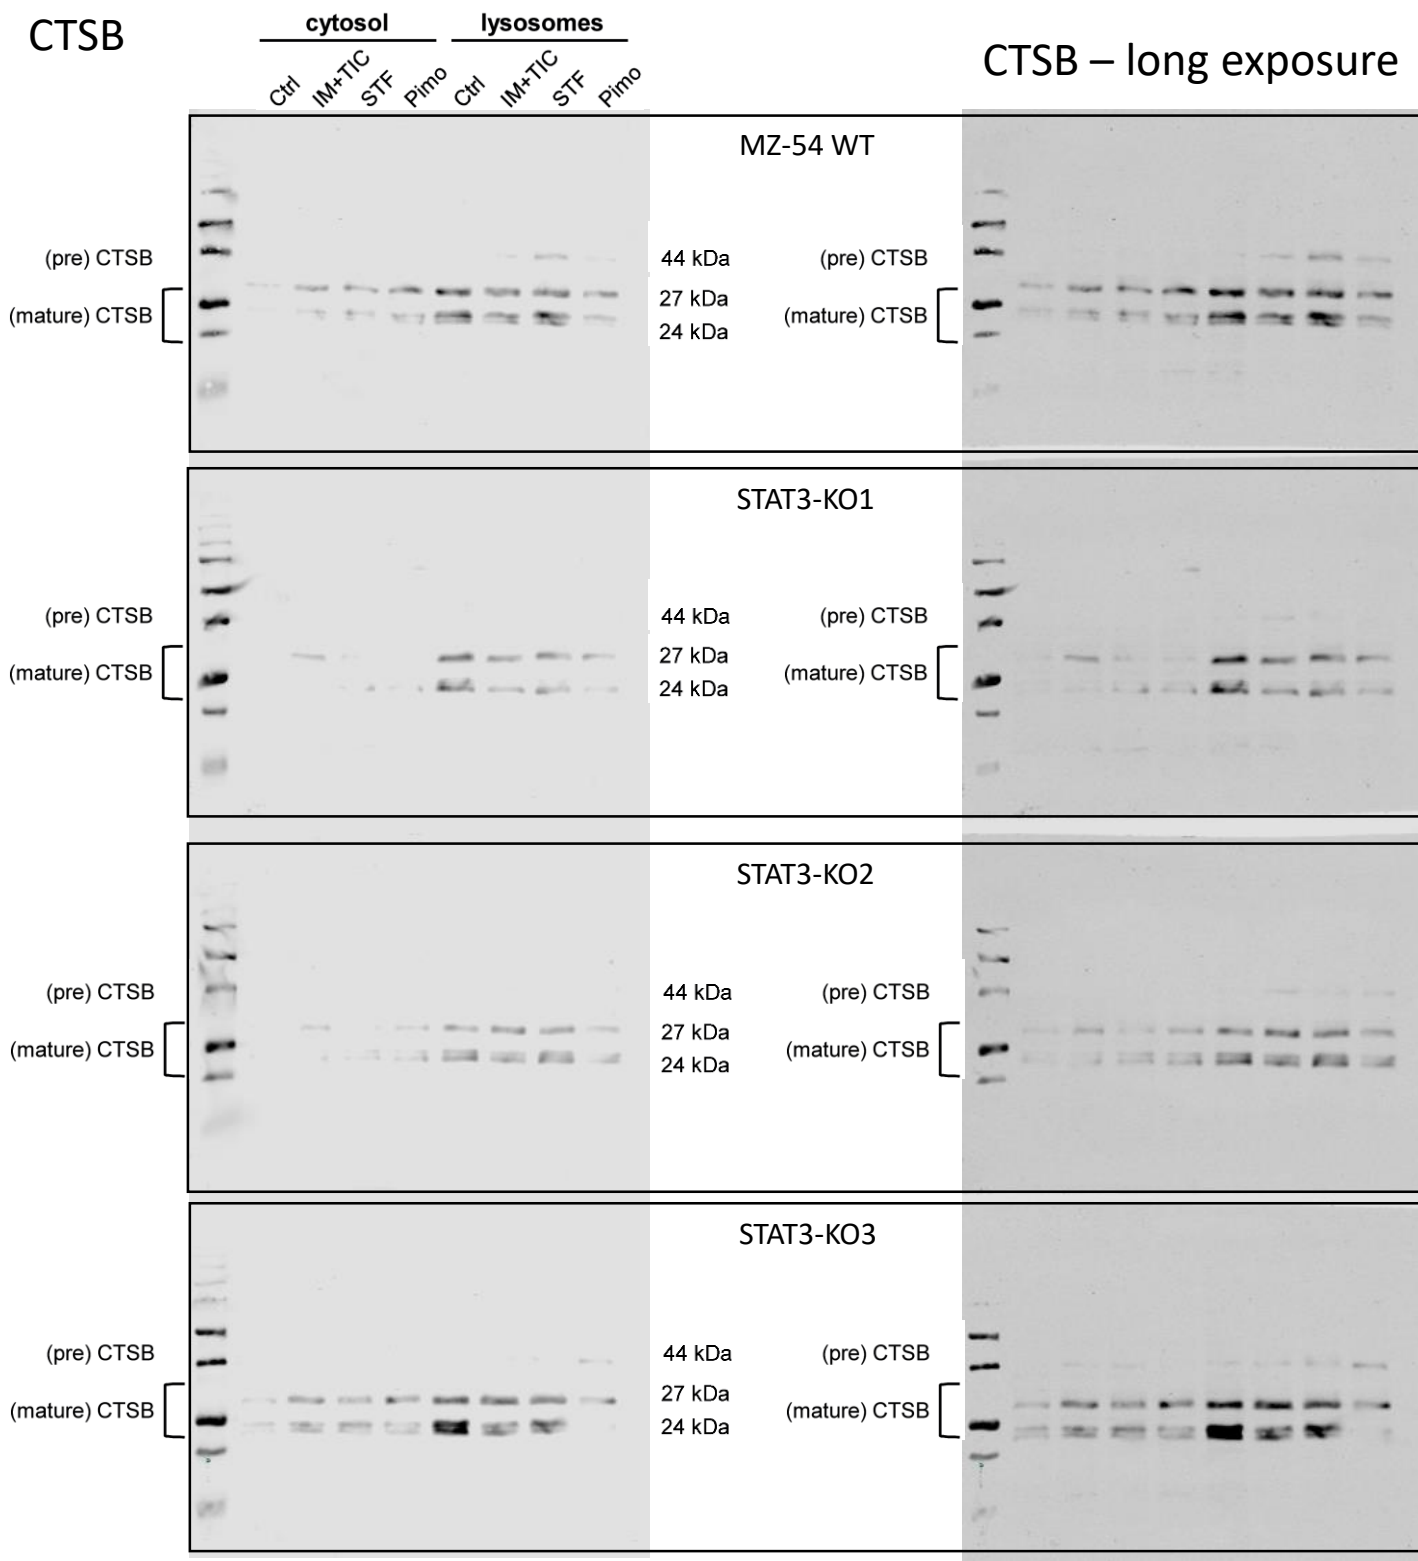 CTSB
cytosol lysosomes
CTSB – long exposure
Ctrl IM+TIC STF Pimo Ctrl IM+TIC STF Pimo
MZ-54 WT
(pre) CTSB 44 kDa (pre) CTSB
27 kDa
(mature) CTSB (mature) CTSB
24 kDa
STAT3-KO1
(pre) CTSB 44 kDa (pre) CTSB
27 kDa
(mature) CTSB (mature) CTSB
24 kDa
STAT3-KO2
(pre) CTSB 44 kDa (pre) CTSB
27 kDa
(mature) CTSB (mature) CTSB
24 kDa
STAT3-KO3
(pre) CTSB 44 kDa (pre) CTSB
27 kDa
(mature) CTSB (mature) CTSB
24 kDa